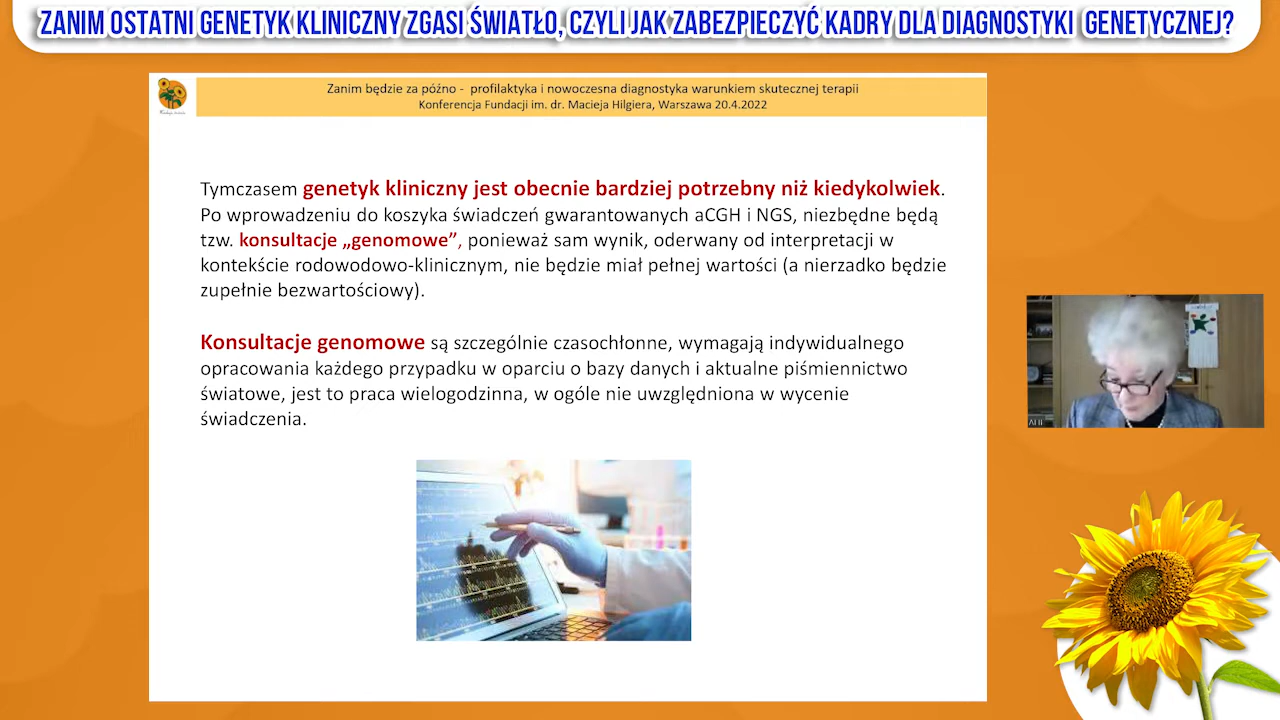 ZANIM OSTATNI GENETYK KLINICZNY ZGASI ŚWIATŁO, CZYLI JAK ZABEZPIECZYĆ KADRY DLA DIAGNOSTYKI GENETYCZNEJ?
Zanim będzie za późno - profilaktyka i nowoczesna diagnostyka warunkiem skutecznej terapii
Konferencja Fundacji im. dr. Macieja Hilgiera, Warszawa 20.4.2022
Tymczasem genetyk kliniczny jest obecnie bardziej potrzebny niż kiedykolwiek.
Po wprowadzeniu do koszyka świadczeń gwarantowanych aCGH i NGS, niezbędne będą
tzw. konsultacje „genomowe”, ponieważ sam wynik, oderwany od interpretacji w
kontekście rodowodowo-klinicznym, nie będzie miał pełnej wartości (a nierzadko będzie
zupełnie bezwartościowy).
Konsultacje genomowe są szczególnie czasochłonne, wymagają indywidualnego
opracowania każdego przypadku w oparciu o bazy danych i aktualne piśmiennictwo
światowe, jest to praca wielogodzinna, w ogóle nie uwzględniona w wycenie
świadczenia.